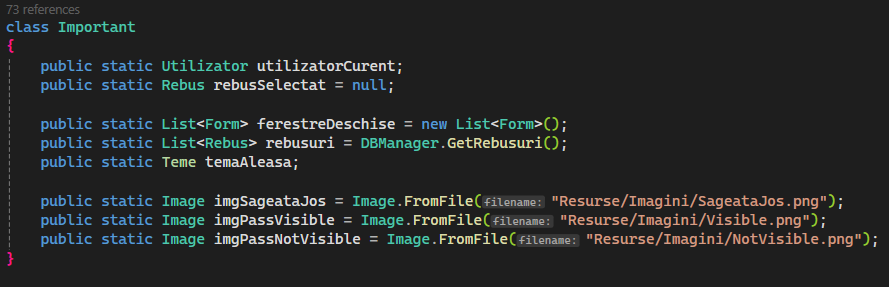 73 references
class Important
{
public static Utilizator utilizatorCurent;
public static Rebus rebusSelectat = null;
public static List<Form> ferestreDeschise = new List<Form>();
public static List<Rebus> rebusuri = DBManager.GetRebusuri();
public static Teme temaAleasa;
public static Image imgSageataJos = Image.FromFile(filename: "Resurse/Imagini/SageataJos.png");
public static Image imgPassVisible = Image.FromFile(filename: "Resurse/Imagini/Visible.png");
public static Image imgPassNotVisible = Image.FromFile(filename: "Resurse/Imagini/NotVisible.png");
}